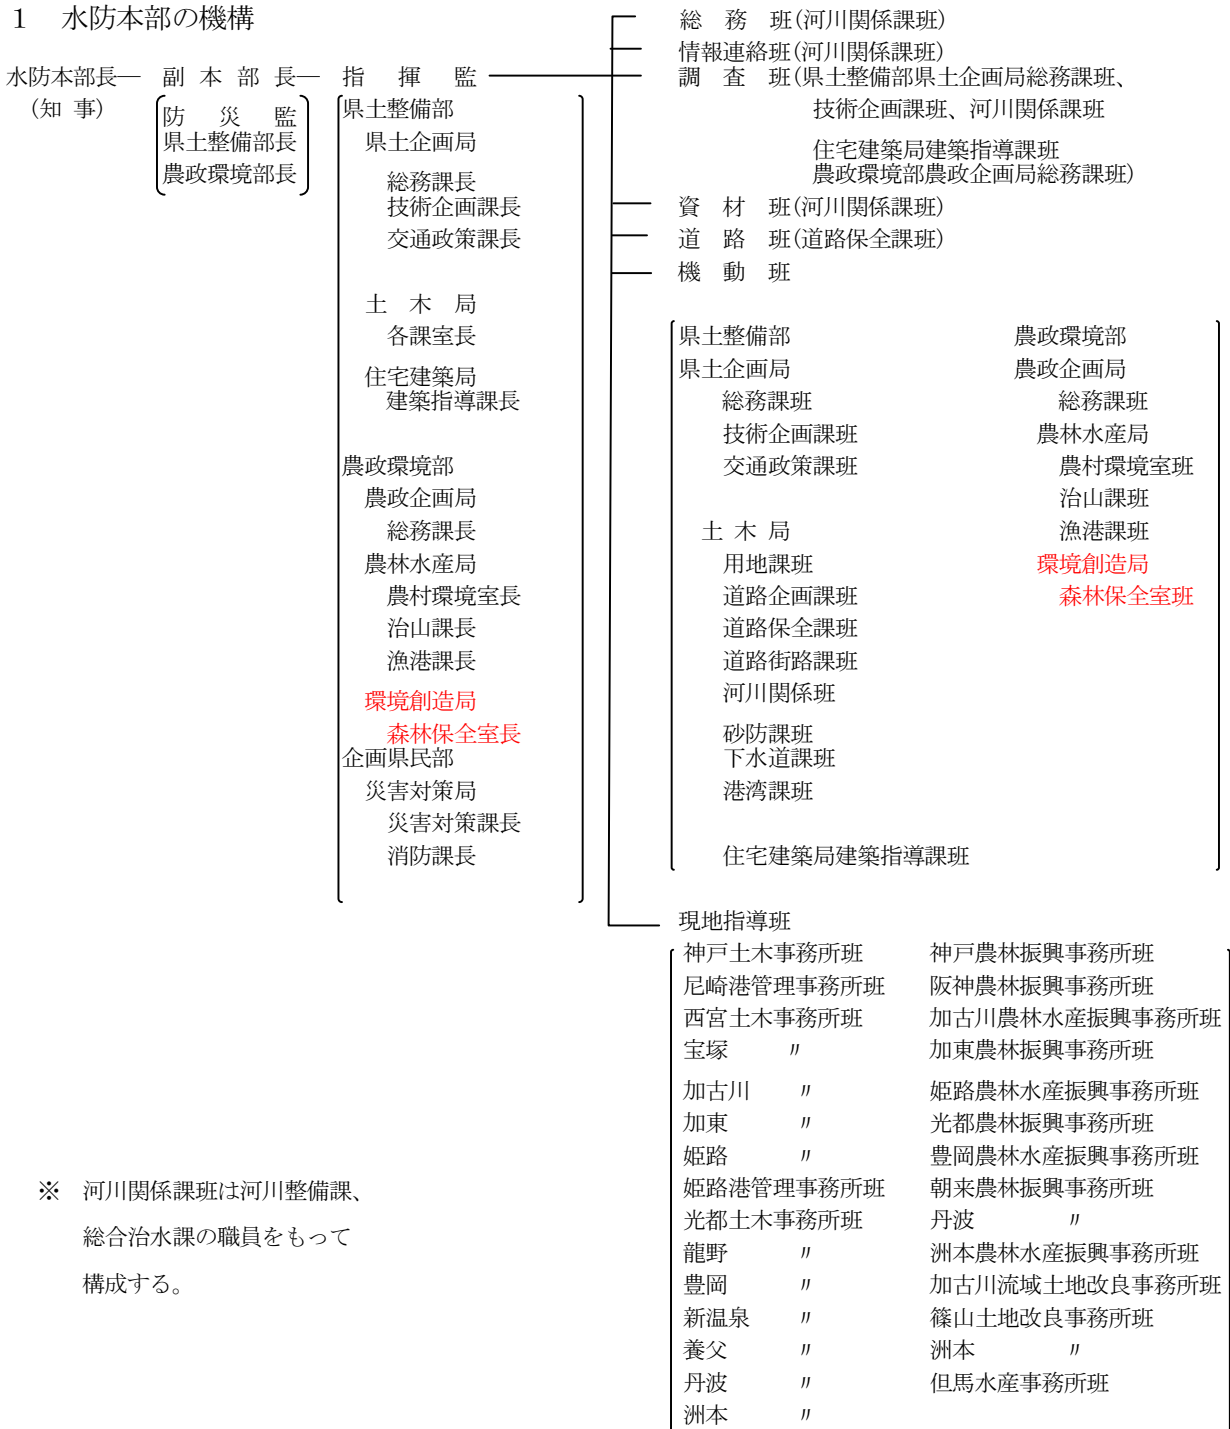 1　水防本部の機構
水防本部長― 副 本 部 長― 指　揮　監
(知 事)
防　災　監
県土整備部長
農政環境部長
県土整備部
県土企画局
総務課長
技術企画課長
交通政策課長
土 木 局
各課室長
住宅建築局
建築指導課長
農政環境部
農政企画局
総務課長
農林水産局
農村環境室長
治山課長
漁港課長
環境創造局
森林保全室長
企画県民部
災害対策局
災害対策課長
消防課長
総　務　班(河川関係課班)
情報連絡班(河川関係課班)
調　査　班(県土整備部県土企画局総務課班、
技術企画課班、河川関係課班
住宅建築局建築指導課班
農政環境部農政企画局総務課班)
資　材　班(河川関係課班)
道　路　班(道路保全課班)
機　動　班
県土整備部
県土企画局
総務課班
技術企画課班
交通政策課班
土 木 局
用地課班
道路企画課班
道路保全課班
道路街路課班
河川関係班
砂防課班
下水道課班
港湾課班
住宅建築局建築指導課班
農政環境部
農政企画局
総務課班
農林水産局
農村環境室班
治山課班
漁港課班
環境創造局
森林保全室班
現地指導班
神戸土木事務所班
尼崎港管理事務所班
西宮土木事務所班
宝塚　　〃
加古川　　〃
加東　　〃
姫路　　〃
姫路港管理事務所班
光都土木事務所班
龍野　　〃
豊岡　　〃
新温泉　　〃
養父　　〃
丹波　　〃
洲本　　〃
神戸農林振興事務所班
阪神農林振興事務所班
加古川農林水産振興事務所班
加東農林振興事務所班
姫路農林水産振興事務所班
光都農林振興事務所班
豊岡農林水産振興事務所班
朝来農林振興事務所班
丹波　　〃
洲本農林水産振興事務所班
加古川流域土地改良事務所班
篠山土地改良事務所班
洲本　　〃
但馬水産事務所班
※　河川関係課班は河川整備課、
総合治水課の職員をもって
構成する。